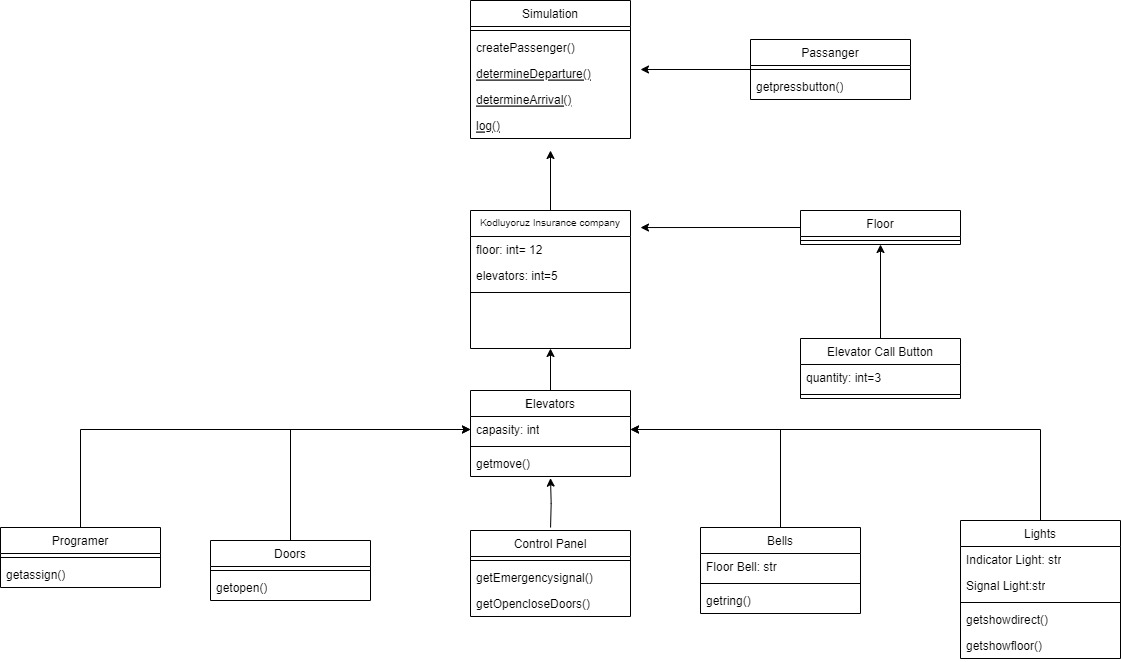 Simulation
createPassenger()
determineDeparture()
determineArrival()
log()
Passanger
getpressbutton()
Kodluyoruz Insurance company
floor: int= 12
elevators: int=5
Floor
Elevator Call Button
quantity: int=3
Elevators
capasity: int
getmove()
Programer
getassign()
Doors
getopen()
Control Panel
getEmergencysignal()
getOpencloseDoors()
Bells
Floor Bell: str
getring()
Lights
Indicator Light: str
Signal Light:str
getshowdirect()
getshowfloor()